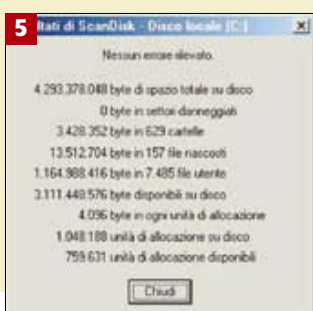 5
ltati di ScanDisk - Disco locale (C:)
Nessun errore rilevato.
4.293.378.048 byte di spazio totale su disco
0 byte in settori danneggiati
3.428.352 byte in 629 cartelle
13.512.704 byte in 157 file nascosti
1.164.988.416 byte in 7.485 file utente
3.111.448.576 byte disponibili su disco
4.096 byte in ogni unità di allocazione
1.048.188 unità di allocazione su disco
759.631 unità di allocazione disponibili
Chiudi